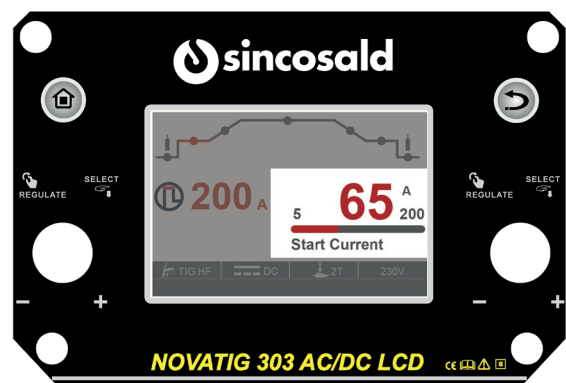 sincosald
REGULATE
SELECT
REGULATE
SELECT
200 A
65 A
5 200
Start Current
TIG HF DC 2T 230V
- +
- +
NOVATIG 303 AC/DC LCD CE S